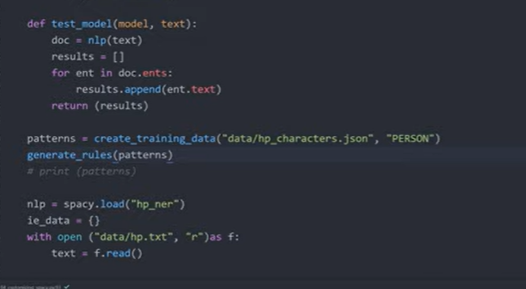 def test_model(model, text):
    doc = nlp(text)
    results = []
    for ent in doc.ents:
        results.append(ent.text)
    return (results)
patterns = create_training_data("data/hp_characters.json", "PERSON")
generate_rules(patterns)
# print (patterns)
nlp = spacy.load("hp_ner")
ie_data = {}
with open ("data/hp.txt", "r")as f:
    text = f.read()